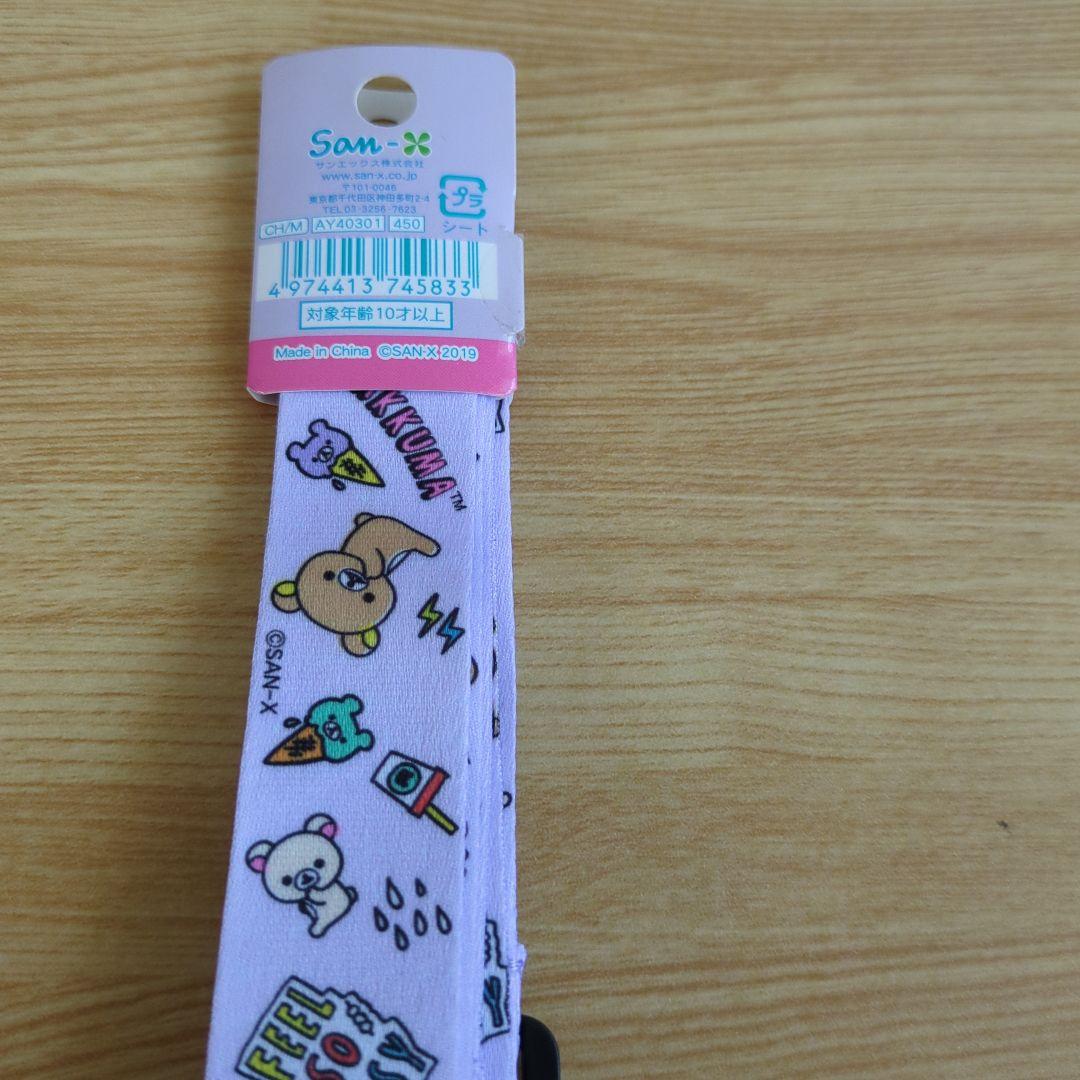 San-X
サンエックス株式会社
www.san-x.co.jp
〒101-0046
東京都千代田区神田多町2-4
TEL 03-3256-7623
プラ
シート
CH/M AY40301 450
4 974413 745833
対象年齢10才以上
Made in China ©SAN-X 2019
KKUMA™
©SAN-X
FEEL
SO